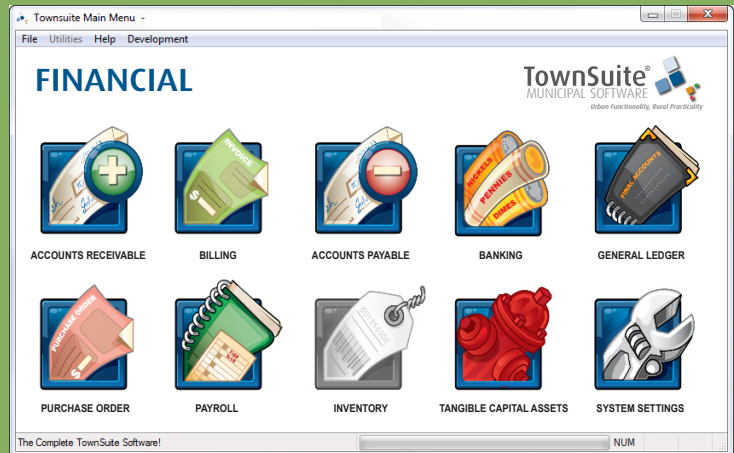 Townsuite Main Menu -
File Utilities Help Development
FINANCIAL
TownSuite®
MUNICIPAL SOFTWARE
Urban Functionality, Rural Practicality
INVOICE
$
NICKELS
PENNIES
DIMES
FINAL ACCOUNTS
ACCOUNTS RECEIVABLE BILLING ACCOUNTS PAYABLE BANKING GENERAL LEDGER
PURCHASE ORDER
$
PURCHASE ORDER PAYROLL INVENTORY TANGIBLE CAPITAL ASSETS SYSTEM SETTINGS
The Complete TownSuite Software! NUM